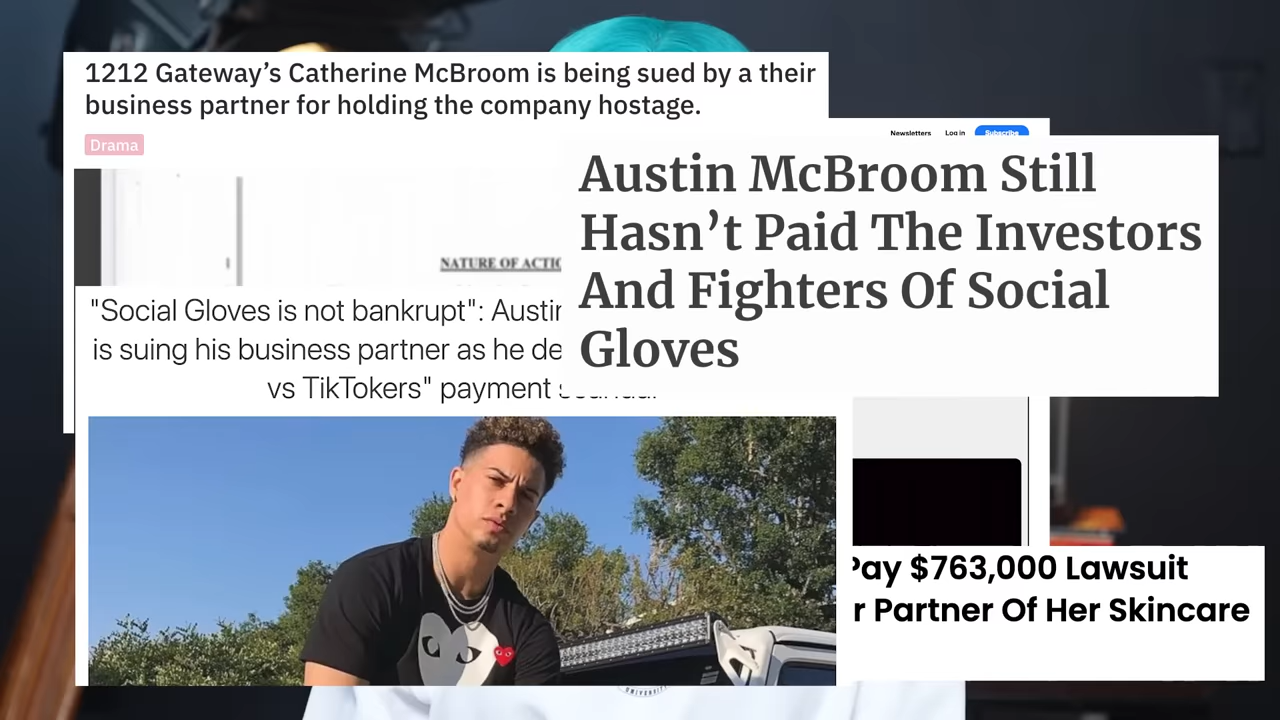 1212 Gateway’s Catherine McBroom is being sued by a their
business partner for holding the company hostage.
Drama
Newsletters Log in Subscribe
Austin McBroom Still
Hasn’t Paid The Investors
And Fighters Of Social
Gloves
NATURE OF
"Social Gloves is not bankrupt": Austin
is suing his business partner as he
vs TikTokers" payment
Pay $763,000 Lawsuit
Partner Of Her Skincare
UNIVERSITY